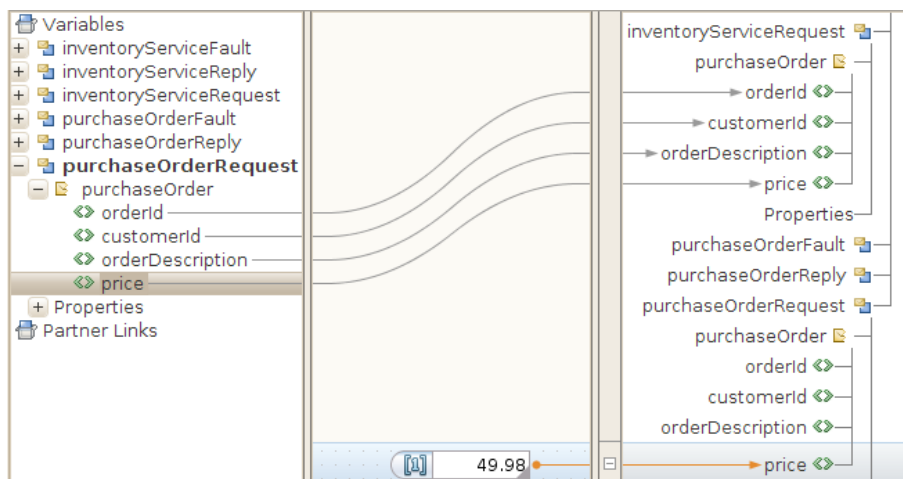 Variables
inventoryServiceFault
inventoryServiceReply
inventoryServiceRequest
purchaseOrderFault
purchaseOrderReply
purchaseOrderRequest
purchaseOrder
orderId
customerId
orderDescription
price
Properties
Partner Links
[1] 49.98
inventoryServiceRequest
purchaseOrder
orderId
customerId
orderDescription
price
Properties
purchaseOrderFault
purchaseOrderReply
purchaseOrderRequest
purchaseOrder
orderId
customerId
orderDescription
price